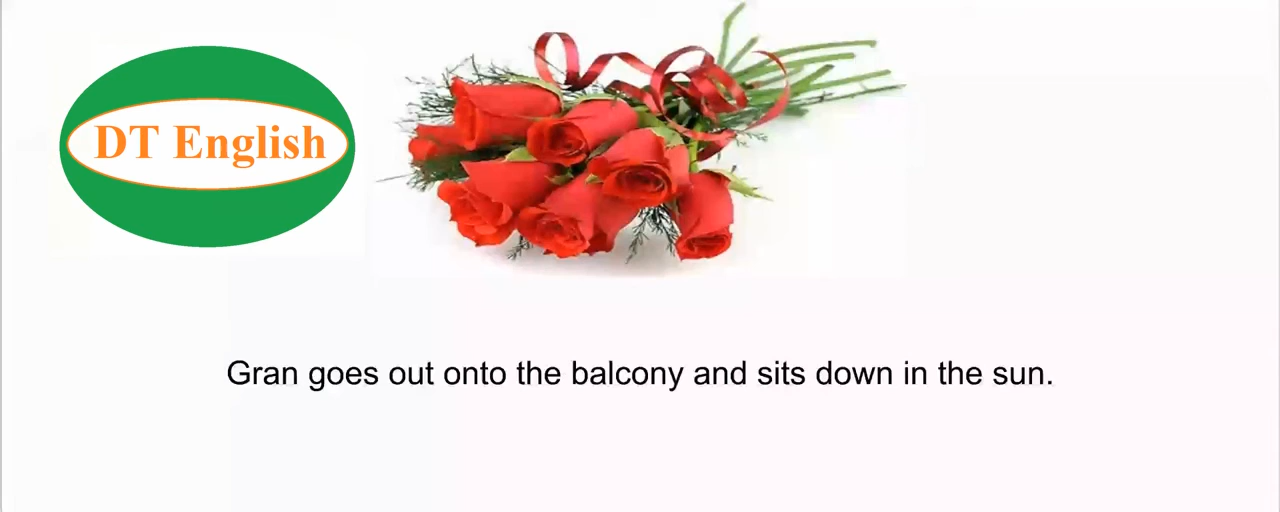 DT English
Gran goes out onto the balcony and sits down in the sun.